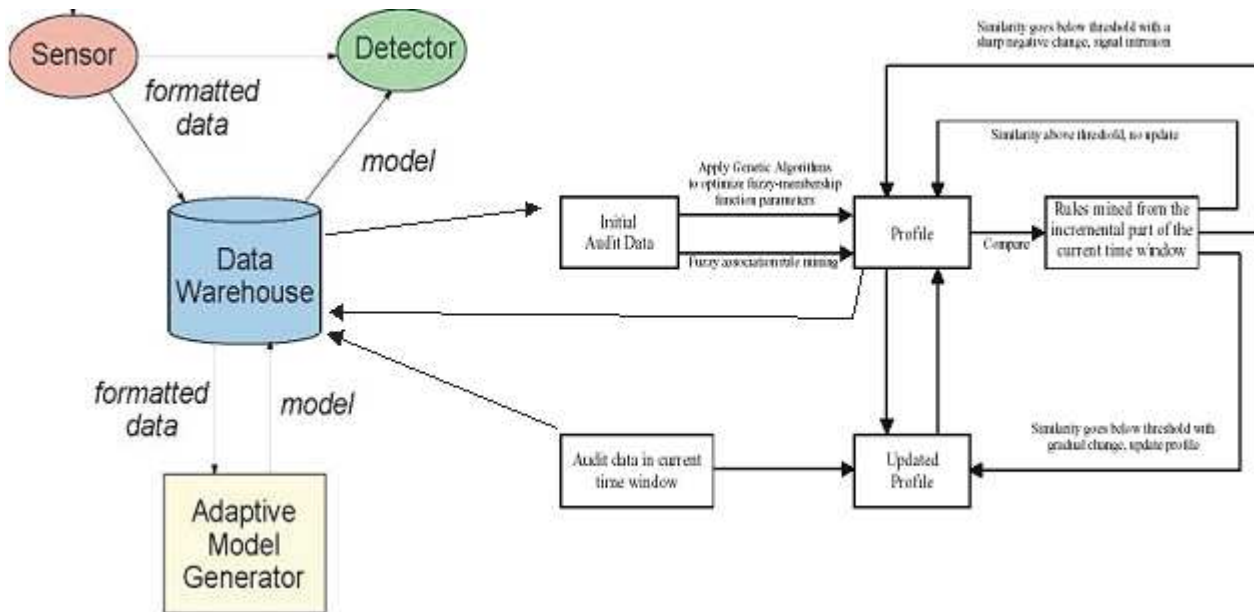 Sensor
Detector
formatted
data
model
Data
Warehouse
formatted
data
model
Adaptive
Model
Generator
Similarity goes below threshold with a
sharp negative change, signal intrusion
Similarity above threshold, no update
Apply Genetic Algorithms
to optimize fuzzy-membership
function parameters
Initial
Audit Data
Fuzzy association rule mining
Profile
Compare
Rules mined from the
incremental part of the
current time window
Similarity goes below threshold with
gradual change, update profile
Audit data in current
time window
Updated
Profile